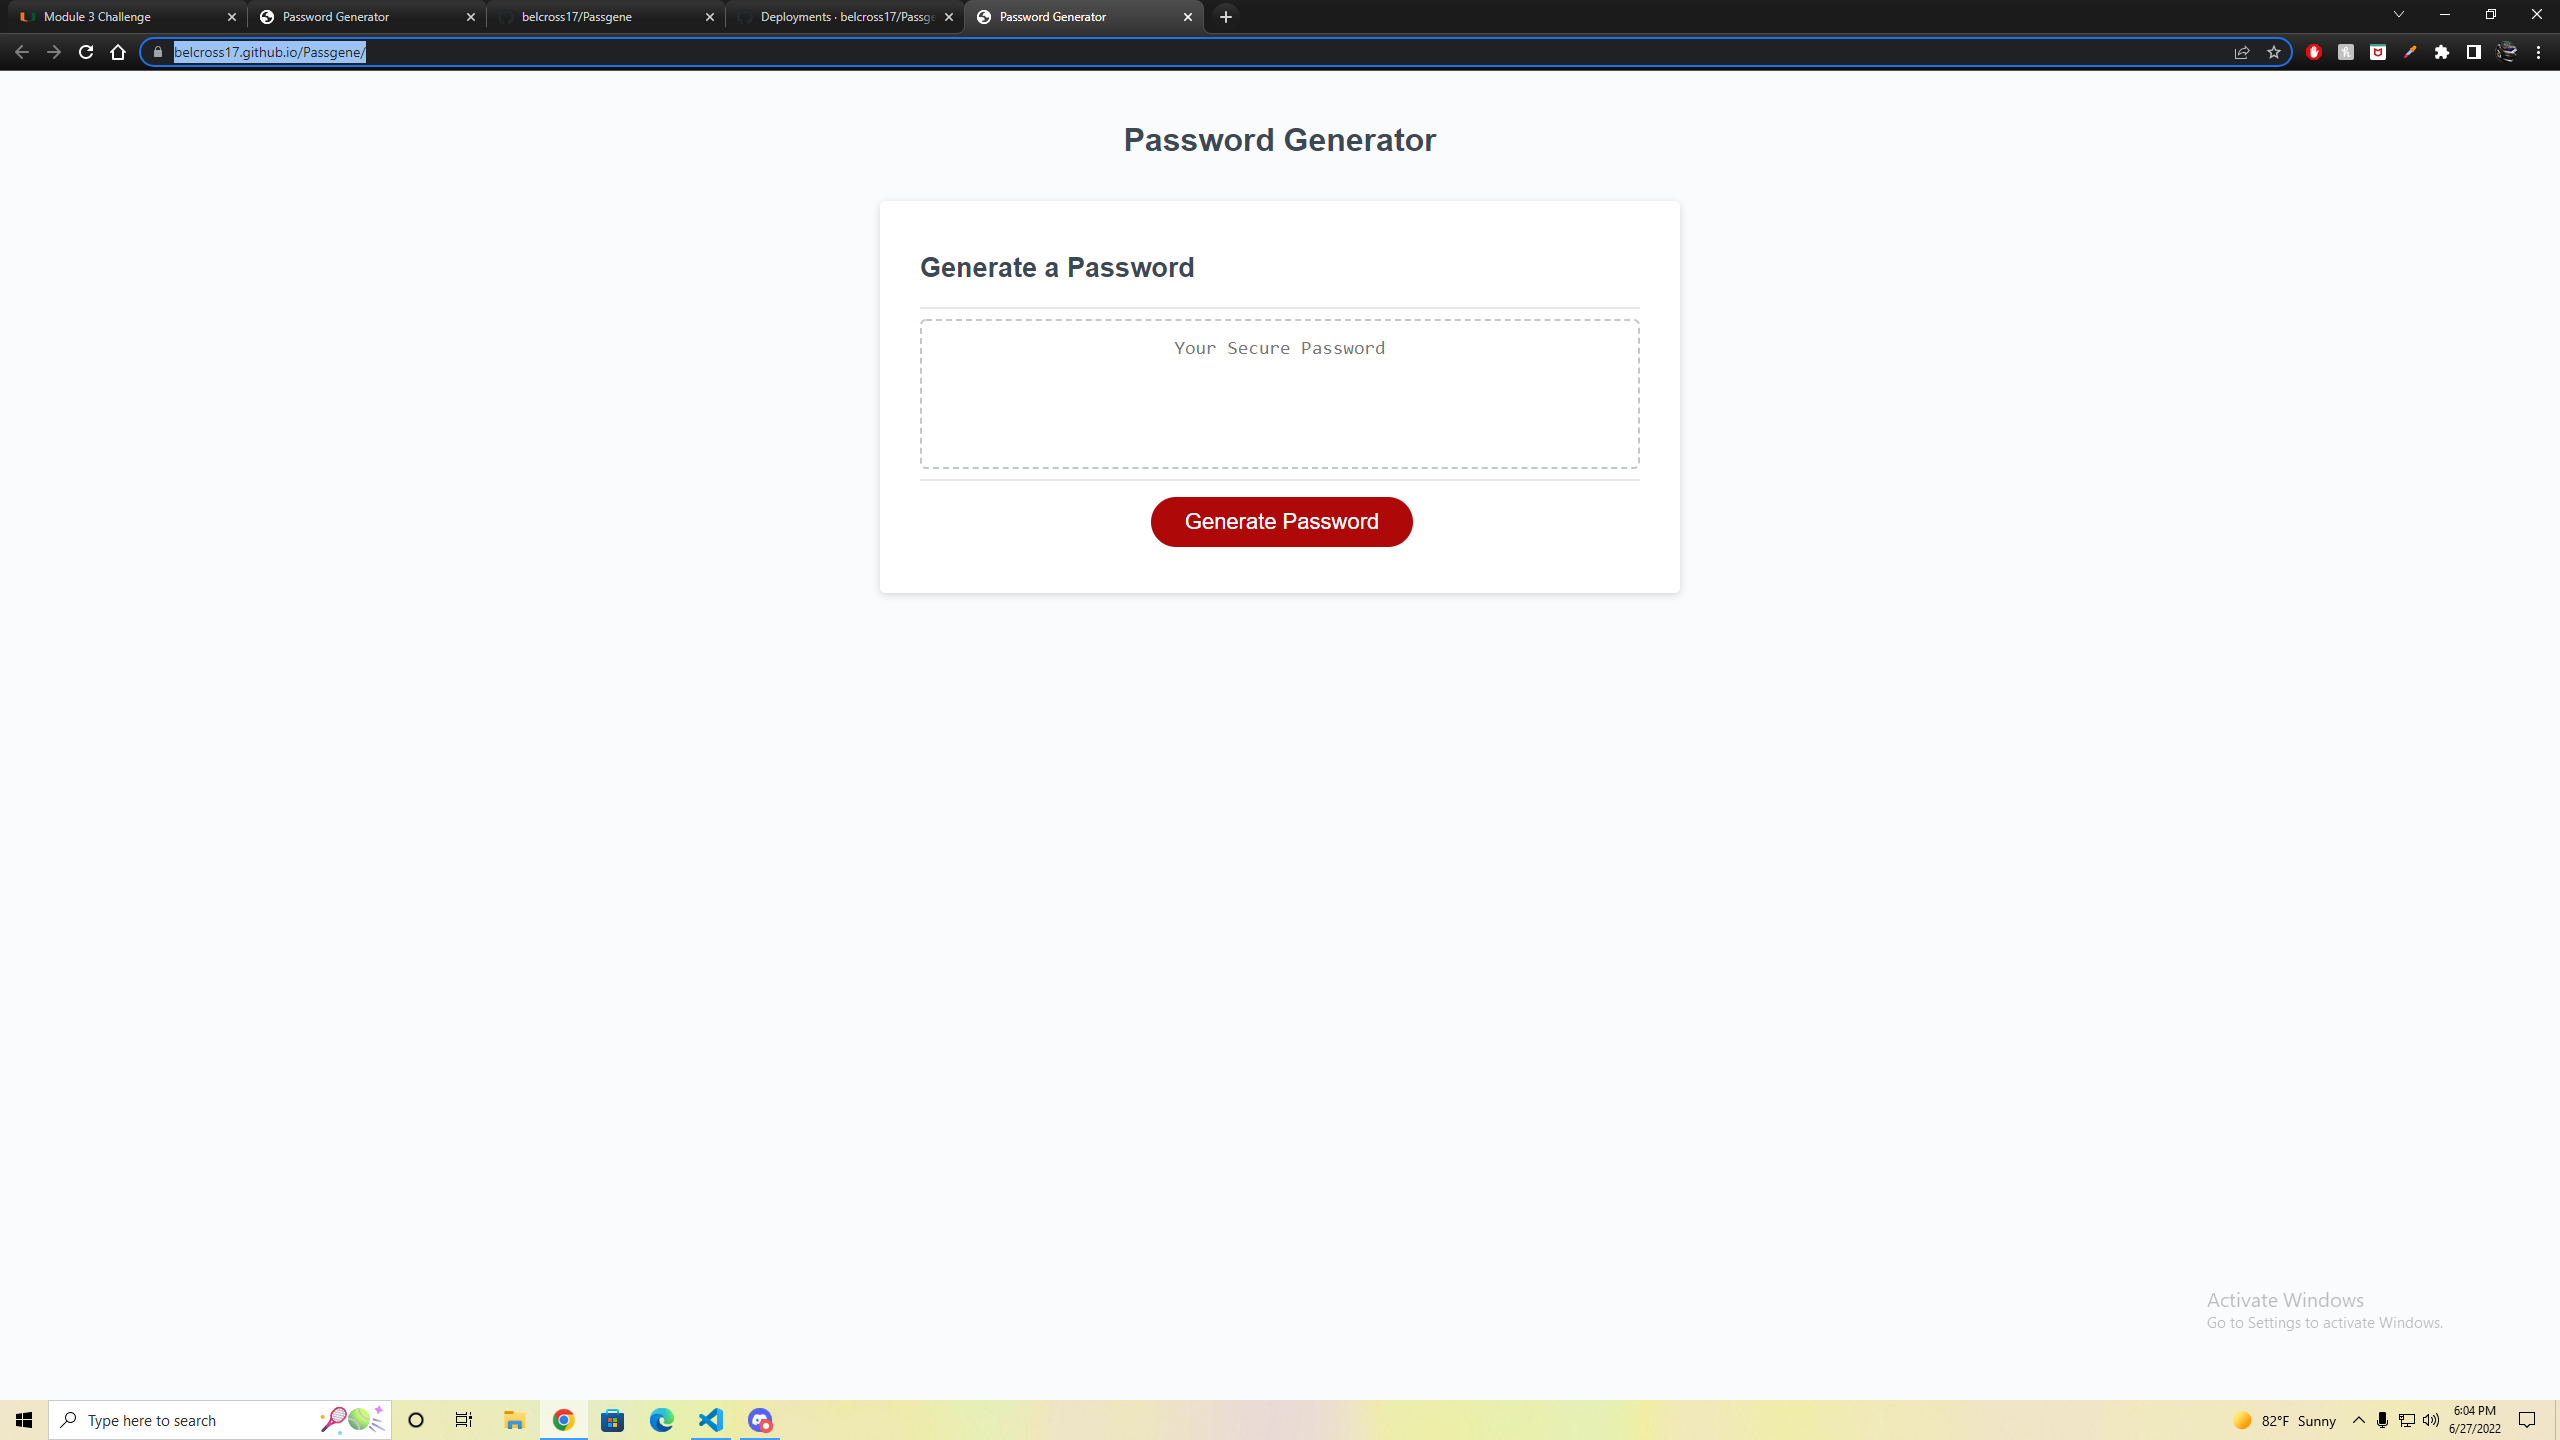 Module 3 Challenge
Password Generator
belcross17/Passgene
Deployments · belcross17/Passge
Password Generator
belcross17.github.io/Passgene/
Password Generator
Generate a Password
Your Secure Password
Generate Password
Activate Windows
Go to Settings to activate Windows.
Type here to search
82°F Sunny
6:04 PM
6/27/2022